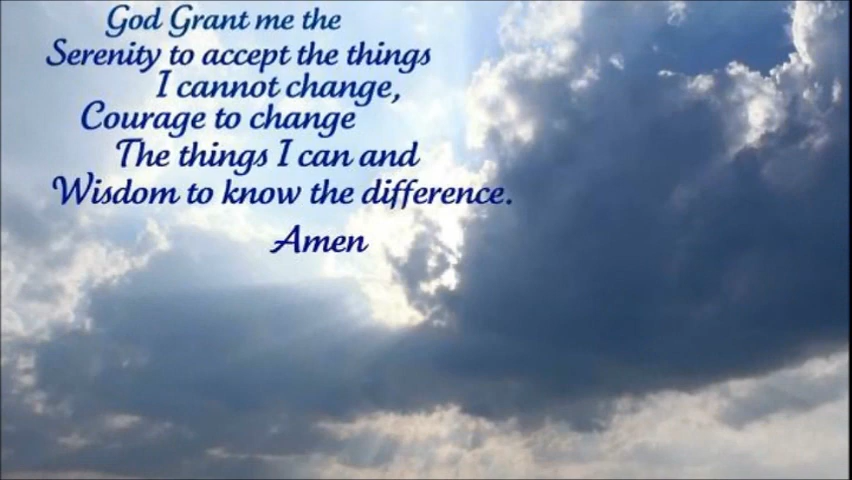 God Grant me the
Serenity to accept the things
I cannot change,
Courage to change
The things I can and
Wisdom to know the difference.
Amen